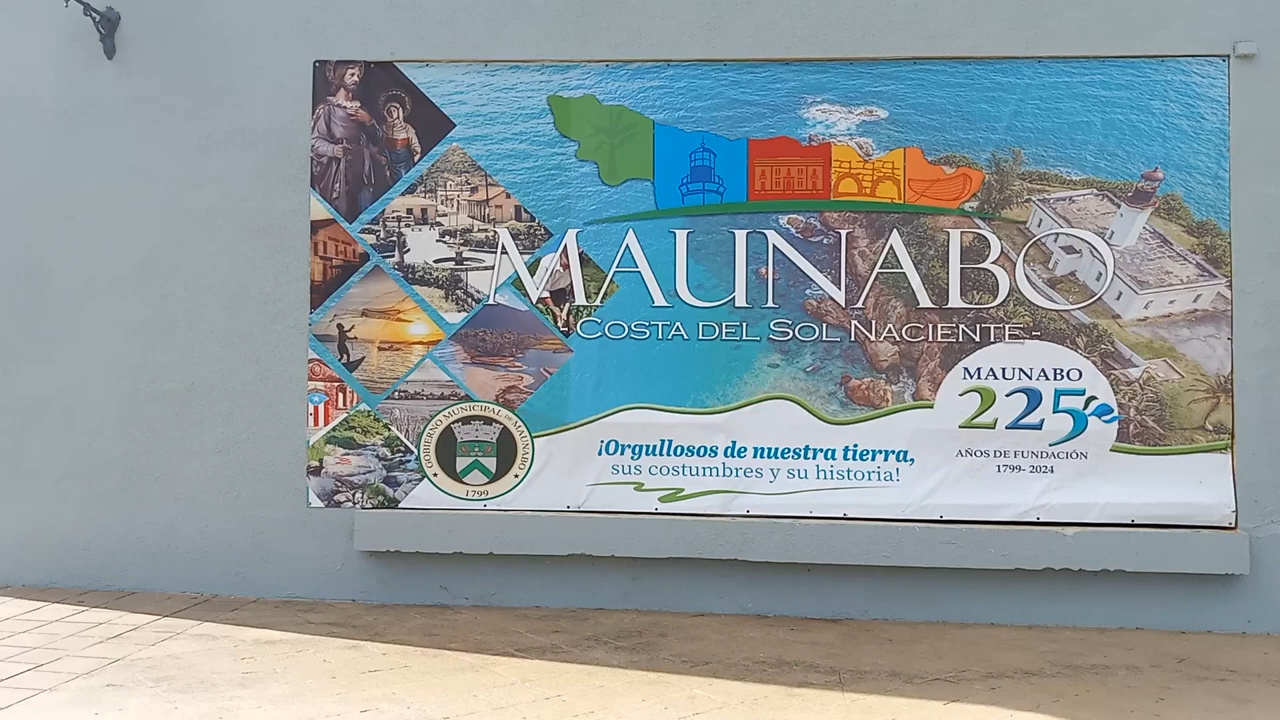 MAUNABO
COSTA DEL SOL NACIENTE-
MAUNABO
225
AÑOS DE FUNDACIÓN
1799- 2024
¡Orgullosos de nuestra tierra,
sus costumbres y su historia!
GOBIERNO MUNICIPAL DE MAUNABO
1799